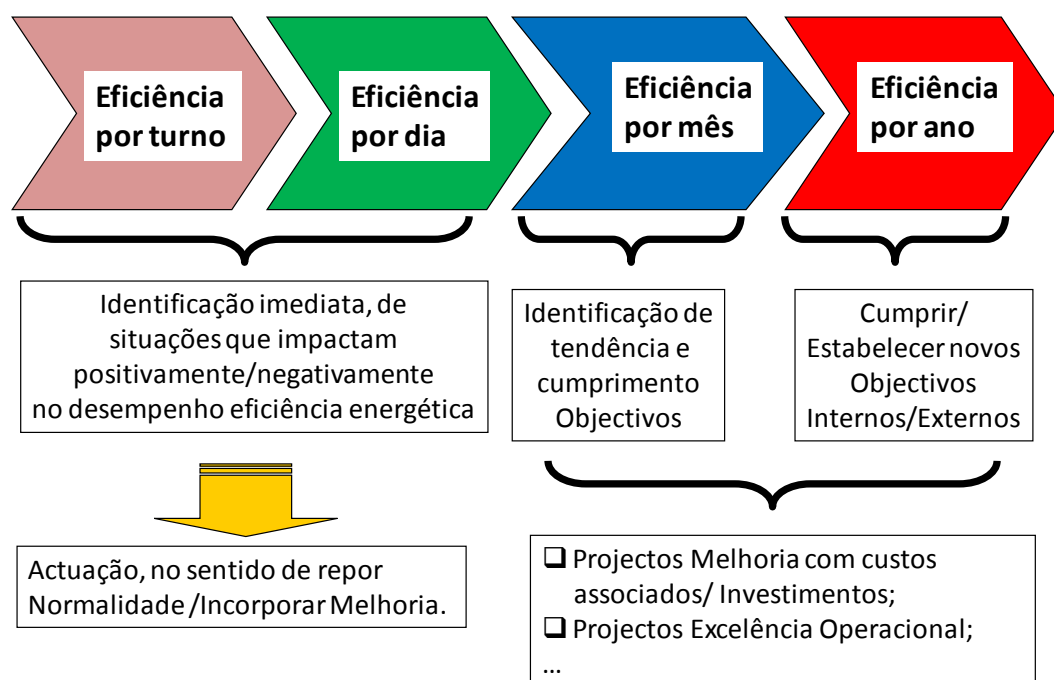 Eficiência
por turno
Eficiência
por dia
Eficiência
por mês
Eficiência
por ano
Identificação imediata, de
situações que impactam
positivamente/negativamente
no desempenho eficiência energética
Identificação de
tendência e
cumprimento
Objectivos
Cumprir/
Estabelecer novos
Objectivos
Internos/Externos
Actuação, no sentido de repor
Normalidade /Incorporar Melhoria.
❑ Projectos Melhoria com custos
associados/ Investimentos;
❑ Projectos Excelência Operacional;
...